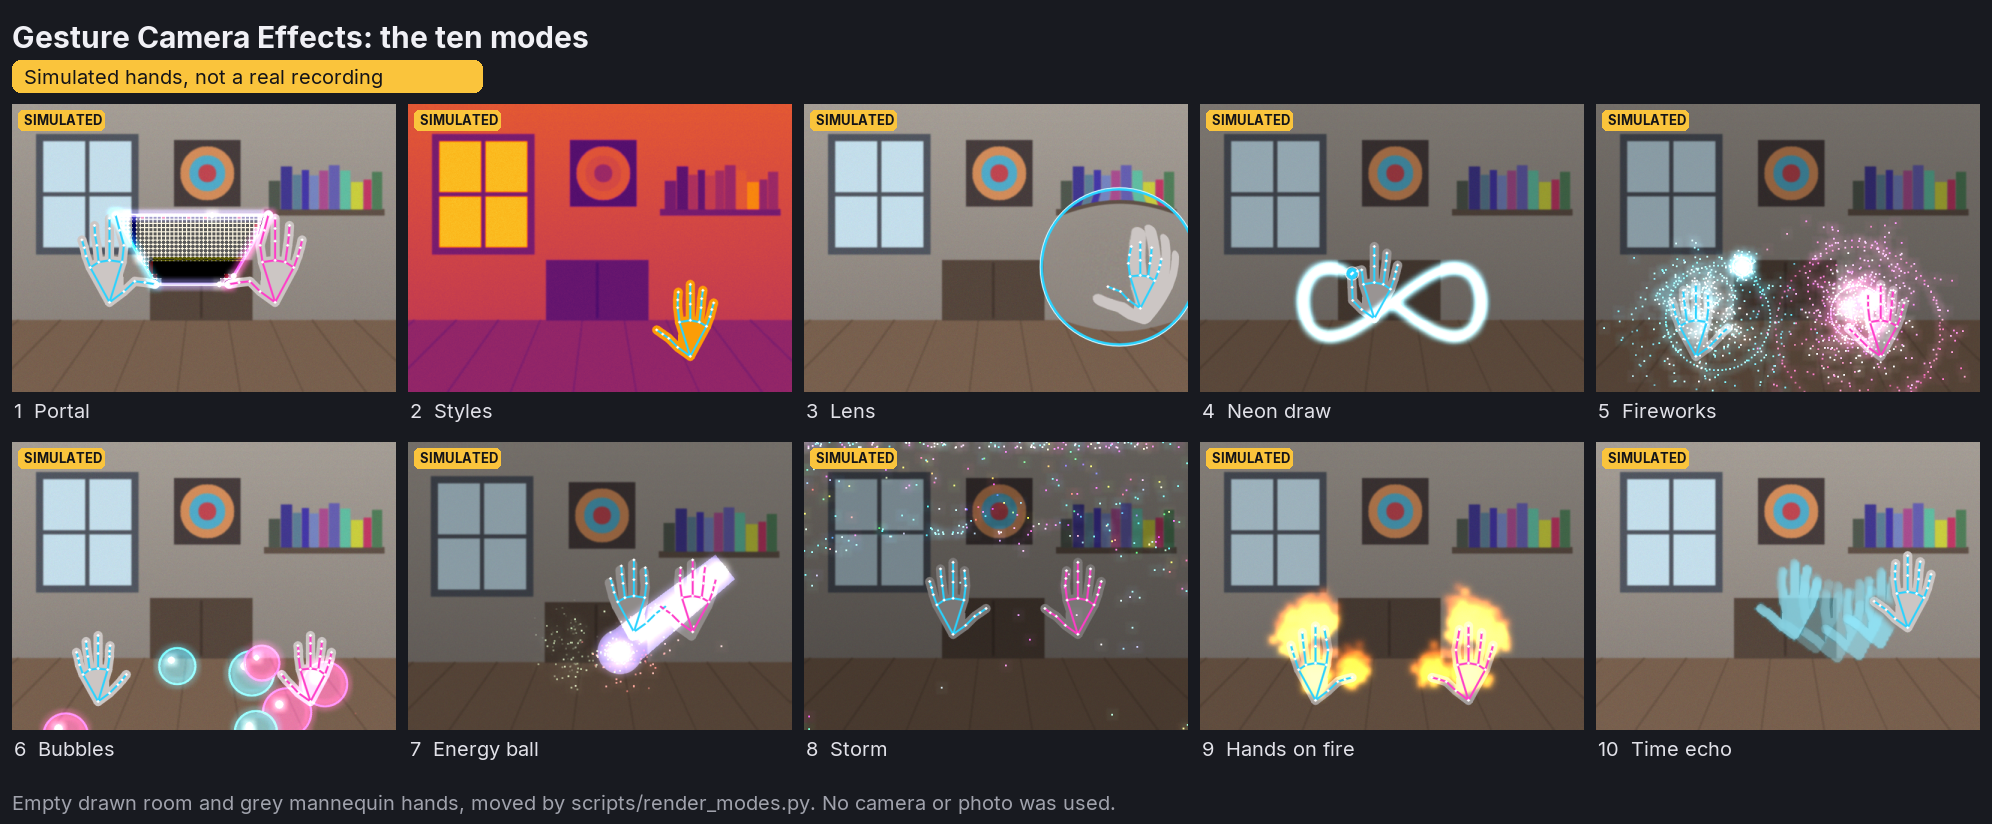 Gesture Camera Effects: the ten modes
Simulated hands, not a real recording
SIMULATED
SIMULATED
SIMULATED
SIMULATED
SIMULATED
1 Portal
2 Styles
3 Lens
4 Neon draw
5 Fireworks
SIMULATED
SIMULATED
SIMULATED
SIMULATED
SIMULATED
6 Bubbles
7 Energy ball
8 Storm
9 Hands on fire
10 Time echo
Empty drawn room and grey mannequin hands, moved by scripts/render_modes.py. No camera or photo was used.